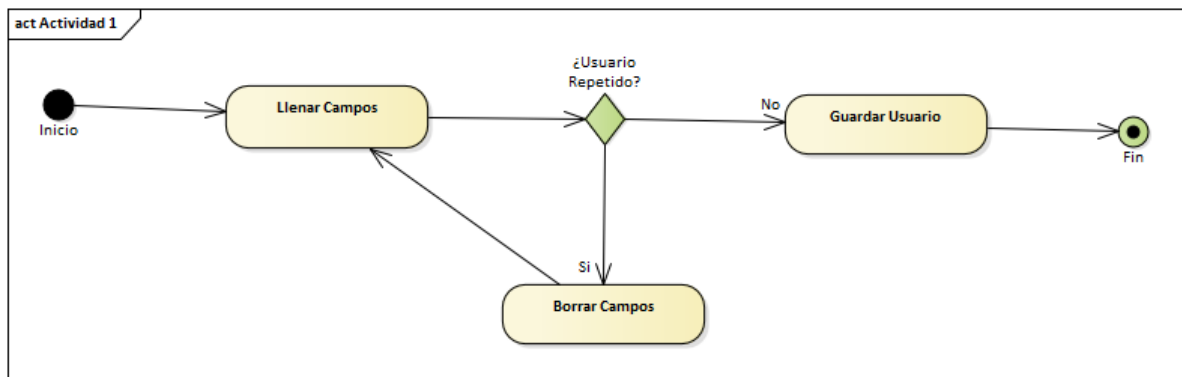 act Actividad 1
¿Usuario
Repetido?
Llenar Campos
No
Guardar Usuario
Inicio
Fin
Si
Borrar Campos